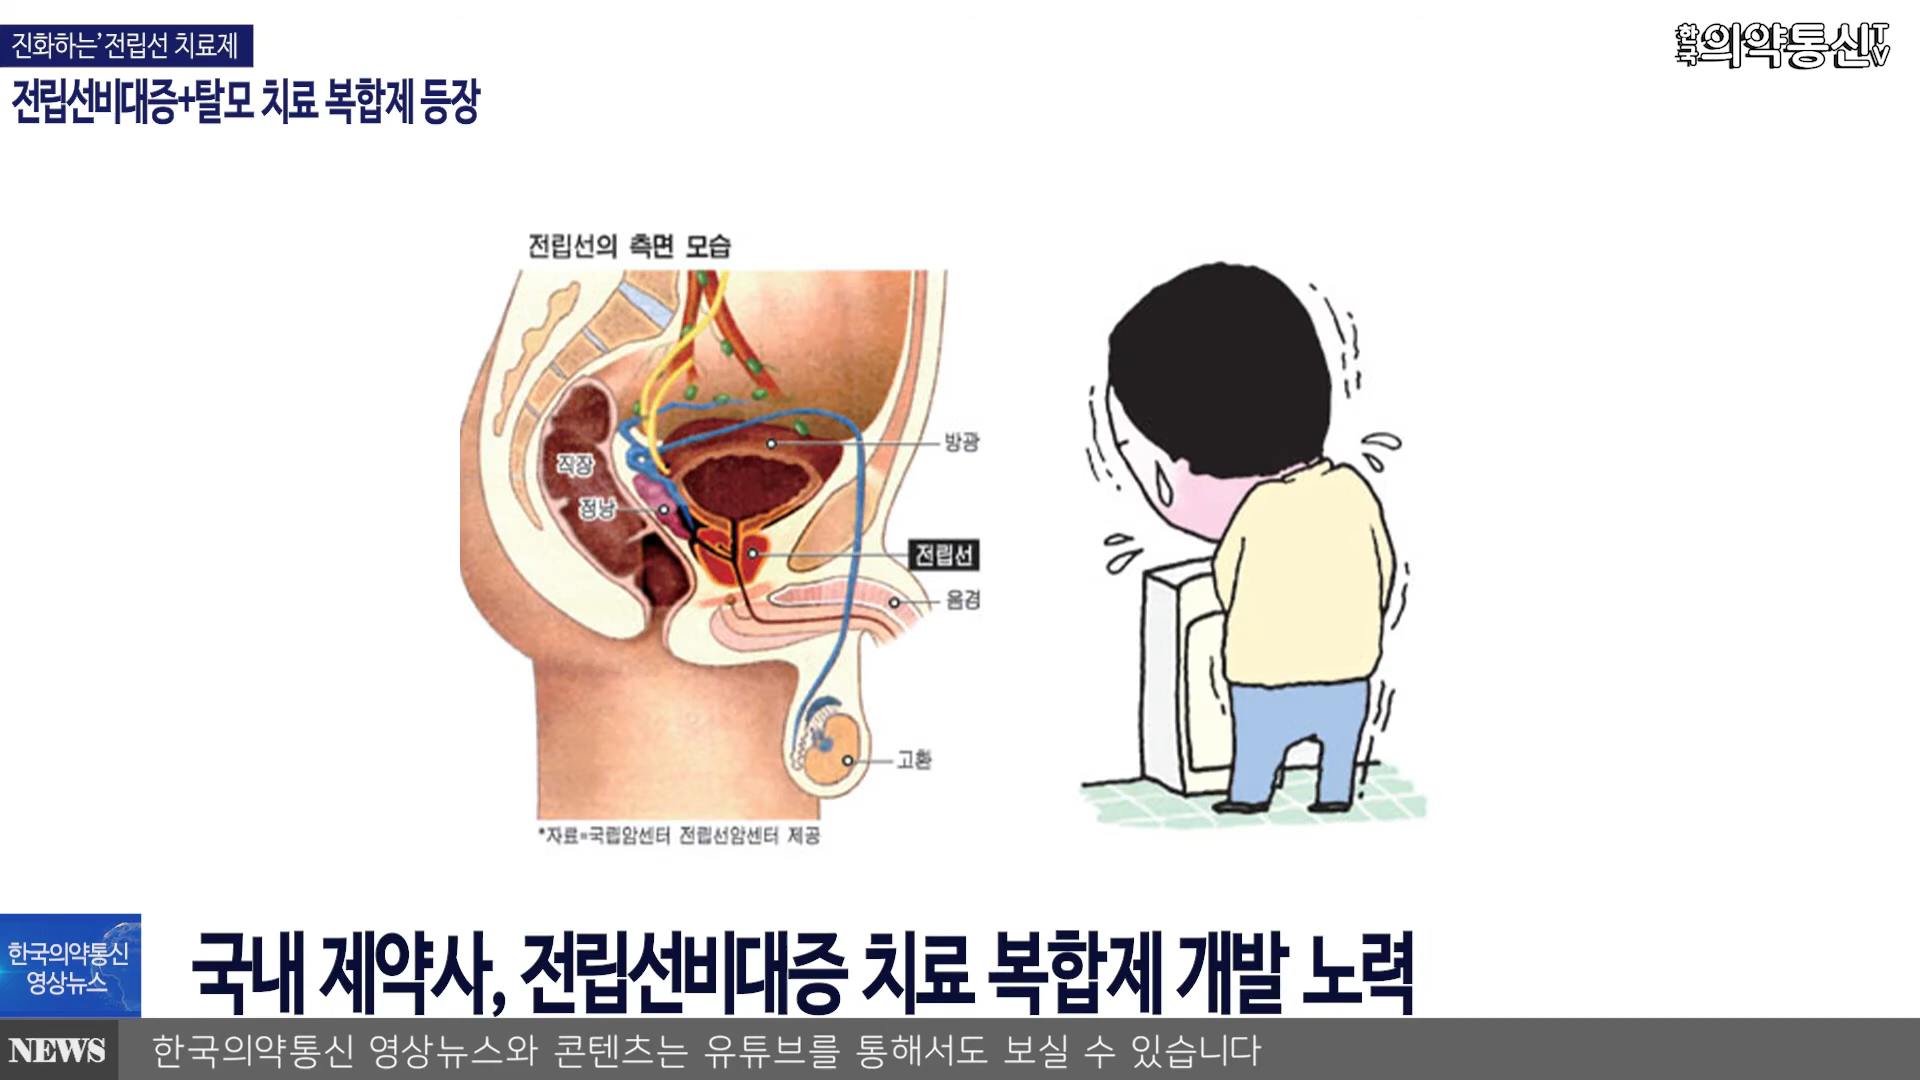 진화하는’전립선 치료제
전립선비대증+탈모 치료 복합제 등장
한국의약통신TV
전립선의 측면 모습
방광
직장
정낭
전립선
음경
고환
*자료=국립암센터 전립선암센터 제공
한국의약통신
영상뉴스
국내 제약사, 전립선비대증 치료 복합제 개발 노력
NEWS
한국의약통신 영상뉴스와 콘텐츠는 유튜브를 통해서도 보실 수 있습니다